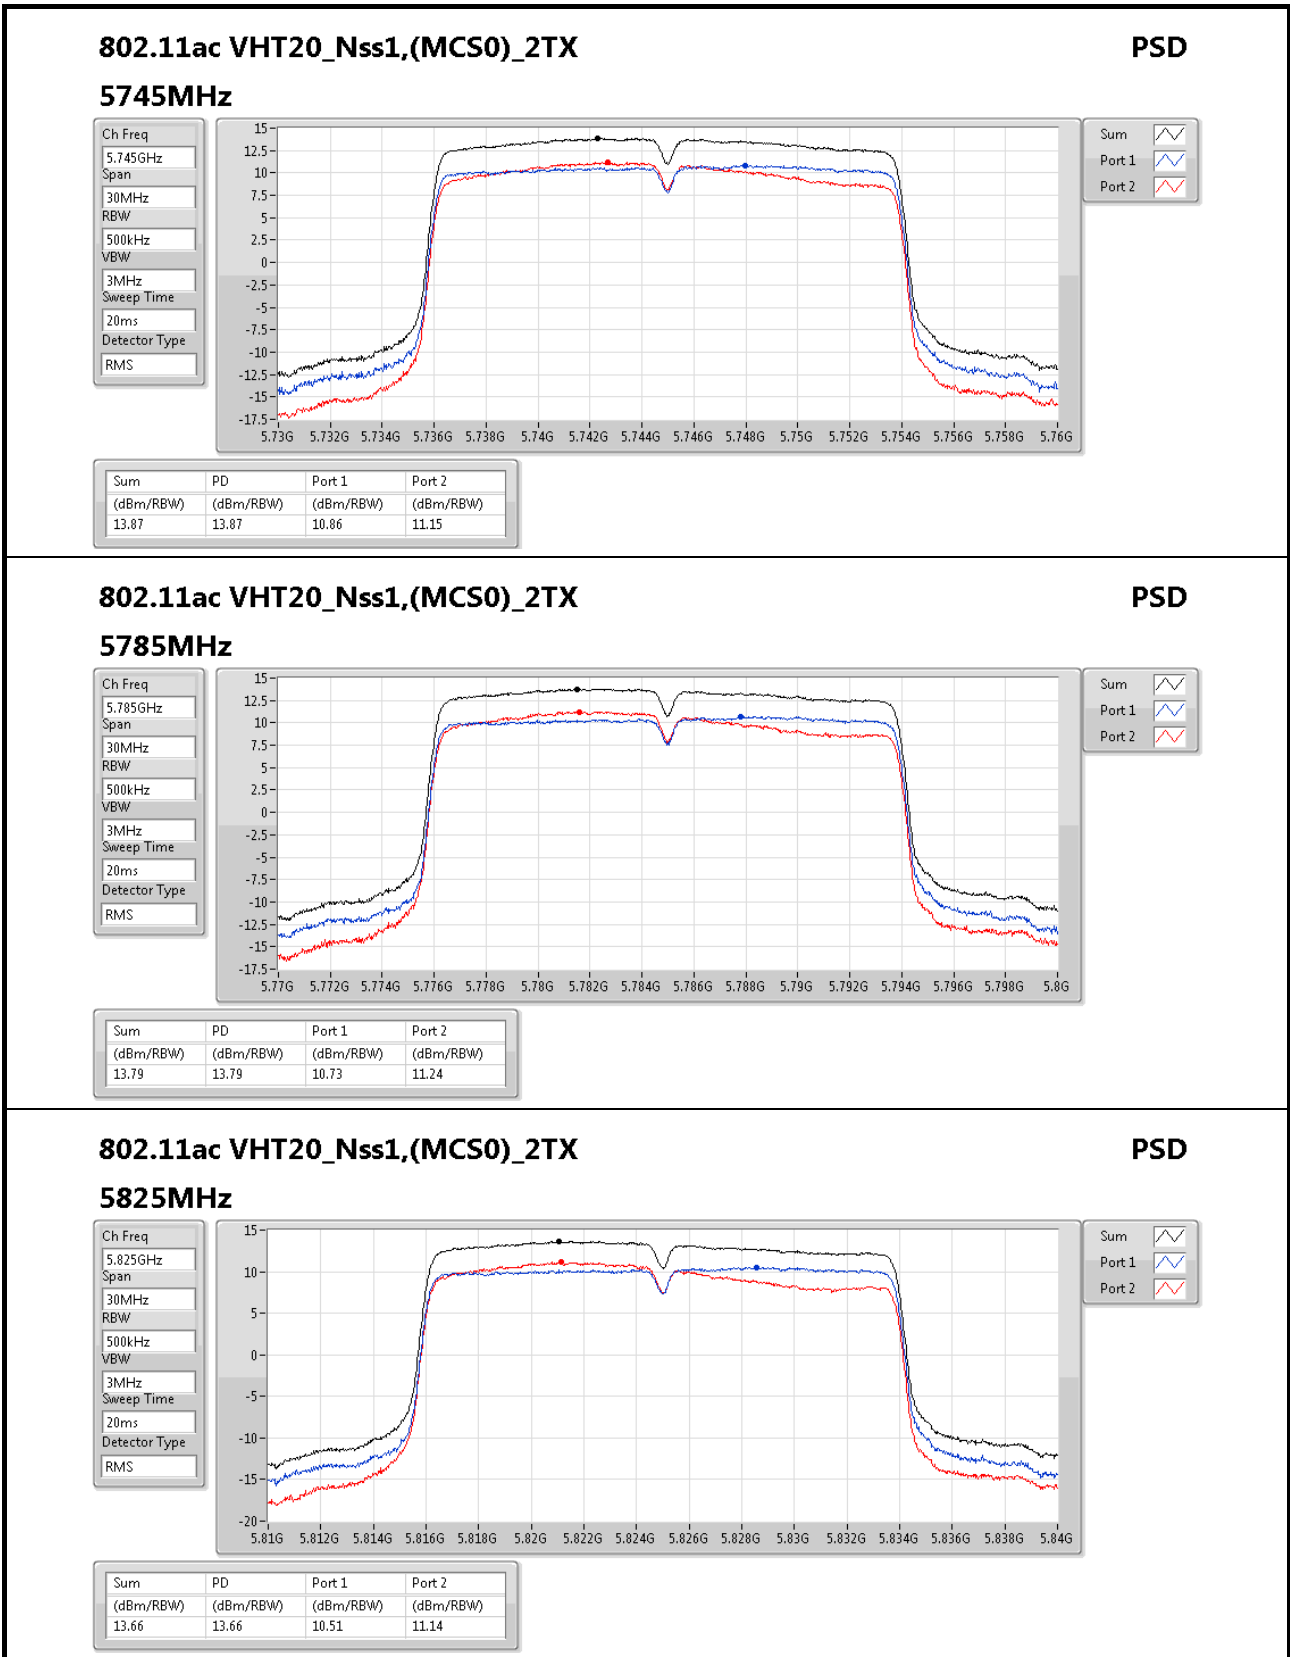 802.11ac VHT20_Nss1,(MCS0)_2TX PSD
5745MHz
Ch Freq
5.745GHz
Span
30MHz
RBW
500kHz
VBW
3MHz
Sweep Time
20ms
Detector Type
RMS
15
12.5
10
7.5
5
2.5
0
-2.5
-5
-7.5
-10
-12.5
-15
-17.5
5.73G 5.732G 5.734G 5.736G 5.738G 5.74G 5.742G 5.744G 5.746G 5.748G 5.75G 5.752G 5.754G 5.756G 5.758G 5.76G
Sum
Port 1
Port 2
Sum PD Port 1 Port 2
(dBm/RBW) (dBm/RBW) (dBm/RBW) (dBm/RBW)
13.87 13.87 10.86 11.15
802.11ac VHT20_Nss1,(MCS0)_2TX PSD
5785MHz
Ch Freq
5.785GHz
Span
30MHz
RBW
500kHz
VBW
3MHz
Sweep Time
20ms
Detector Type
RMS
15
12.5
10
7.5
5
2.5
0
-2.5
-5
-7.5
-10
-12.5
-15
-17.5
5.77G 5.772G 5.774G 5.776G 5.778G 5.78G 5.782G 5.784G 5.786G 5.788G 5.79G 5.792G 5.794G 5.796G 5.798G 5.8G
Sum
Port 1
Port 2
Sum PD Port 1 Port 2
(dBm/RBW) (dBm/RBW) (dBm/RBW) (dBm/RBW)
13.79 13.79 10.73 11.24
802.11ac VHT20_Nss1,(MCS0)_2TX PSD
5825MHz
Ch Freq
5.825GHz
Span
30MHz
RBW
500kHz
VBW
3MHz
Sweep Time
20ms
Detector Type
RMS
15
10
5
0
-5
-10
-15
-20
5.81G 5.812G 5.814G 5.816G 5.818G 5.82G 5.822G 5.824G 5.826G 5.828G 5.83G 5.832G 5.834G 5.836G 5.838G 5.84G
Sum
Port 1
Port 2
Sum PD Port 1 Port 2
(dBm/RBW) (dBm/RBW) (dBm/RBW) (dBm/RBW)
13.66 13.66 10.51 11.14